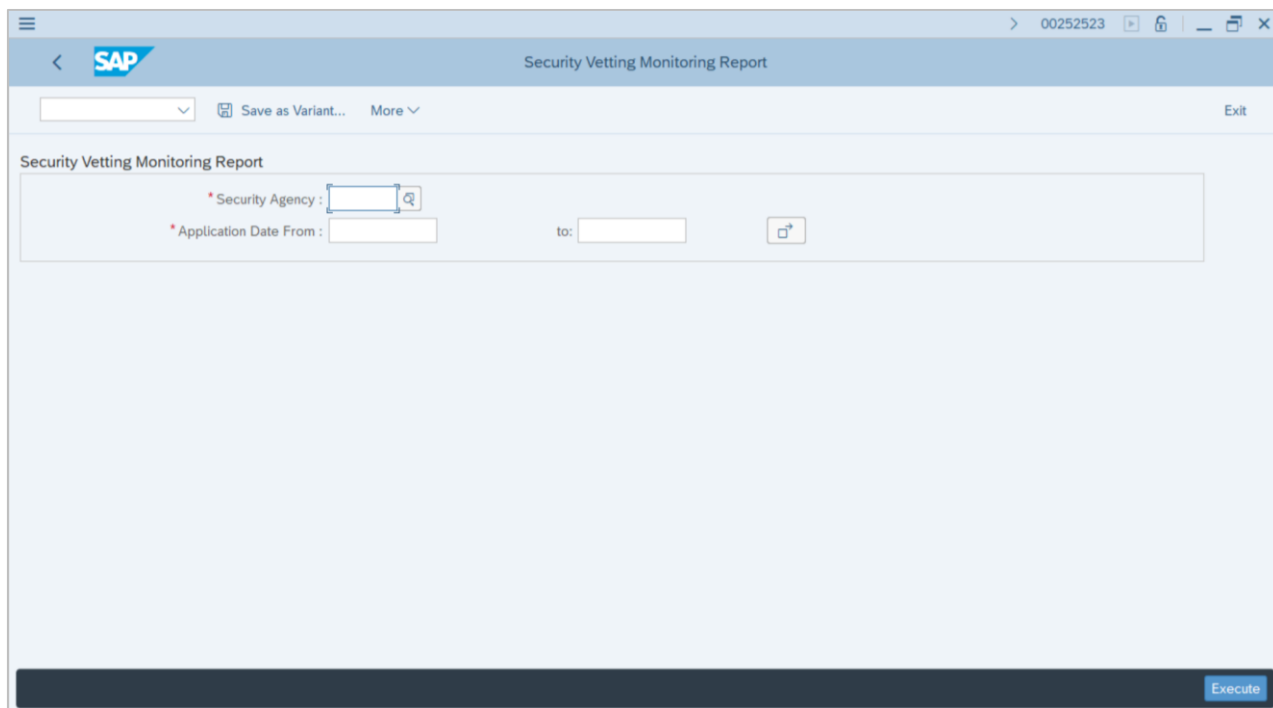 00252523
SAP
Security Vetting Monitoring Report
Save as Variant... More Exit
Security Vetting Monitoring Report
* Security Agency :
* Application Date From : to:
Execute